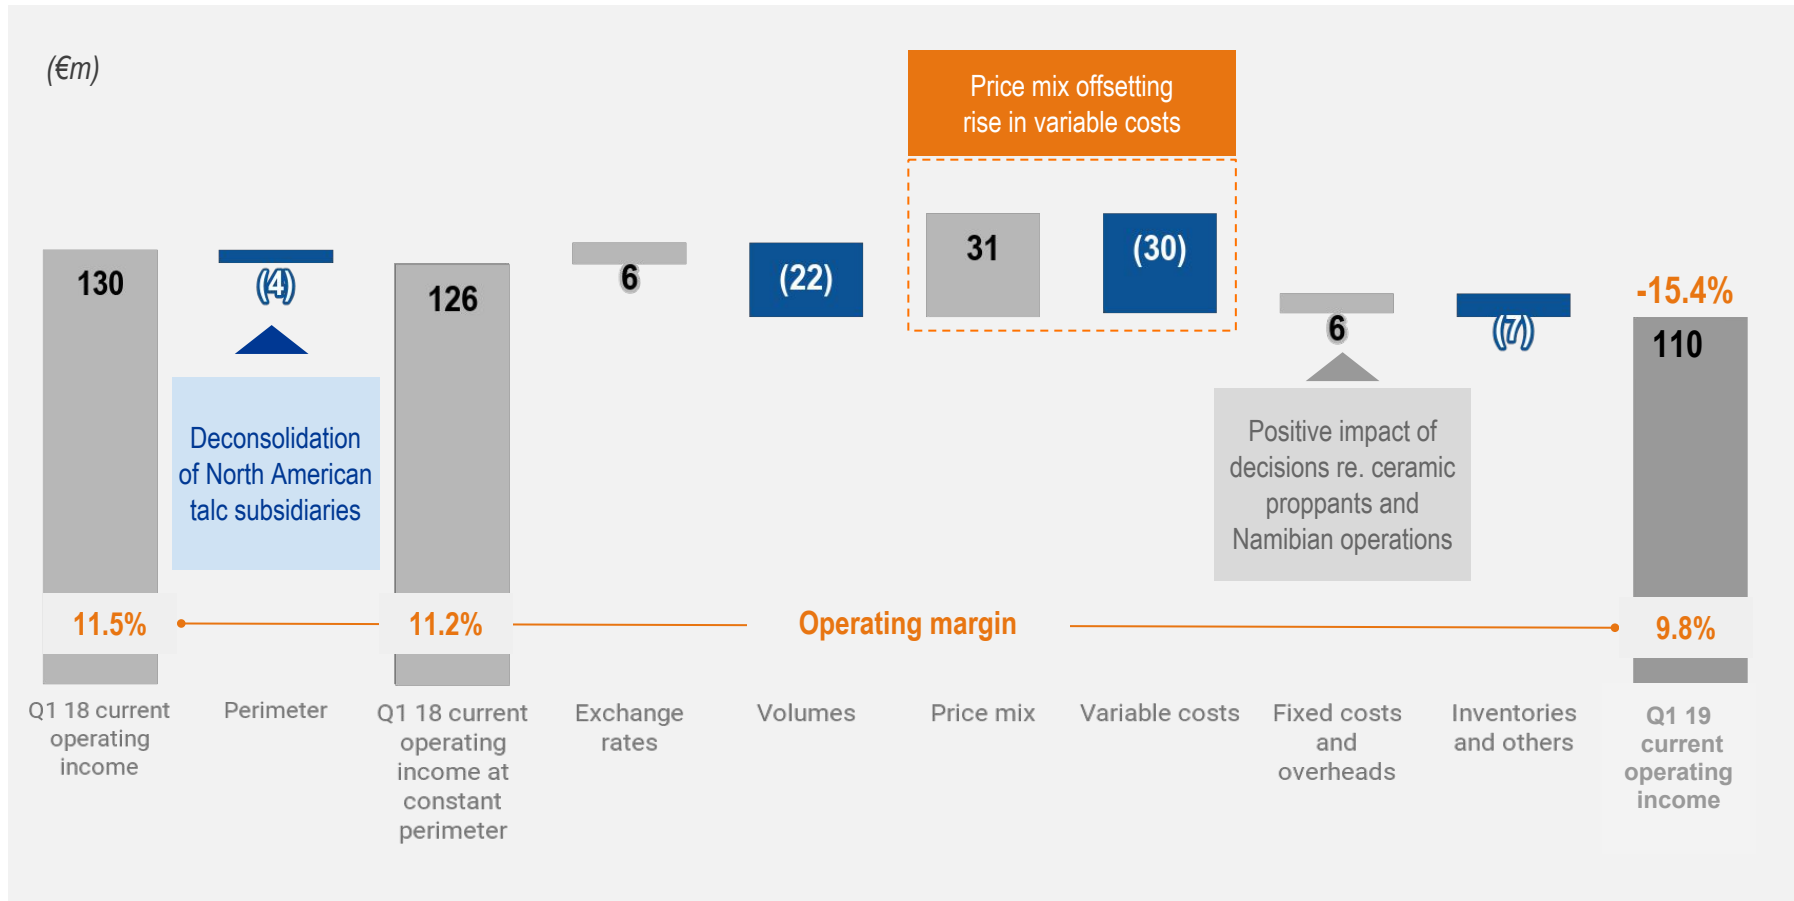 (€m)
Price mix offsetting
rise in variable costs
130
(4)
126
6
(22)
31
(30)
6
(7)
-15.4%
110
Deconsolidation
of North American
talc subsidiaries
Positive impact of
decisions re. ceramic
proppants and
Namibian operations
11.5%
11.2%
Operating margin
9.8%
Q1 18 current
operating
income
Perimeter
Q1 18 current
operating
income at
constant
perimeter
Exchange
rates
Volumes
Price mix
Variable costs
Fixed costs
and
overheads
Inventories
and others
Q1 19
current
operating
income